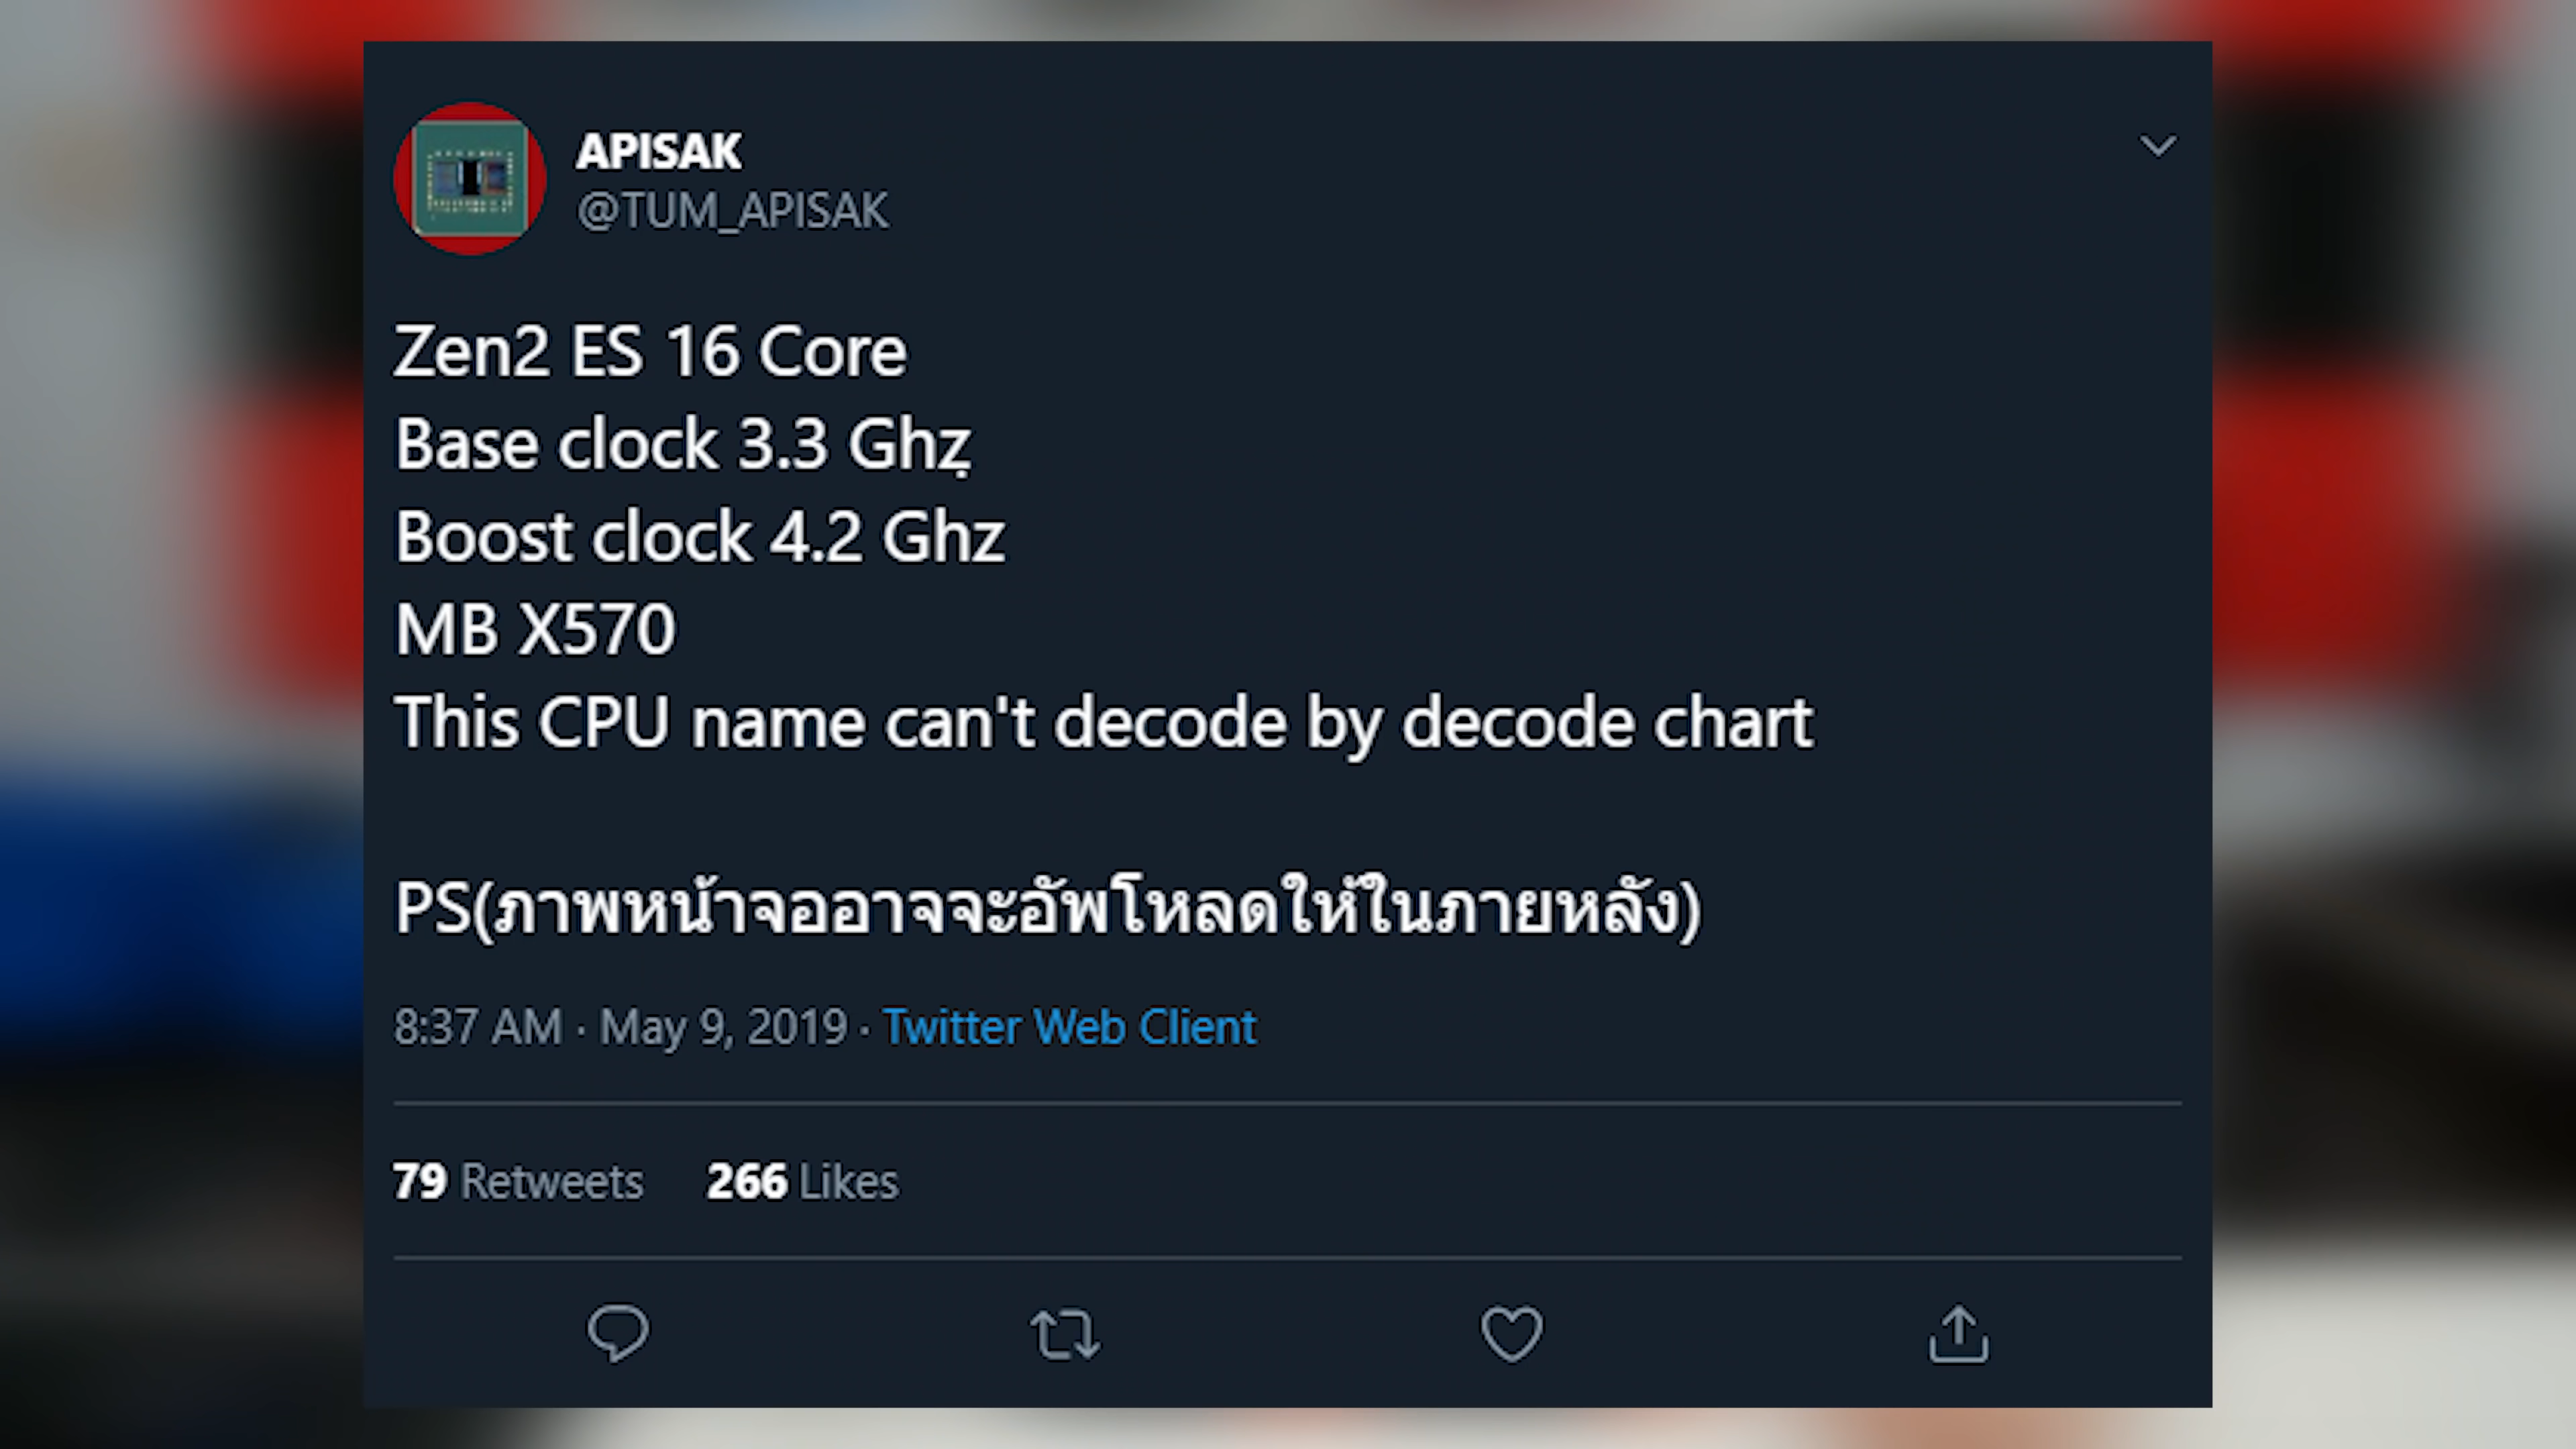 APISAK
@TUM_APISAK
Zen2 ES 16 Core
Base clock 3.3 Ghẓ
Boost clock 4.2 Ghz
MB X570
This CPU name can't decode by decode chart
PS(ภาพหน้าจออาจจะอัพโหลดให้ในภายหลัง)
8:37 AM · May 9, 2019 · Twitter Web Client
79 Retweets 266 Likes